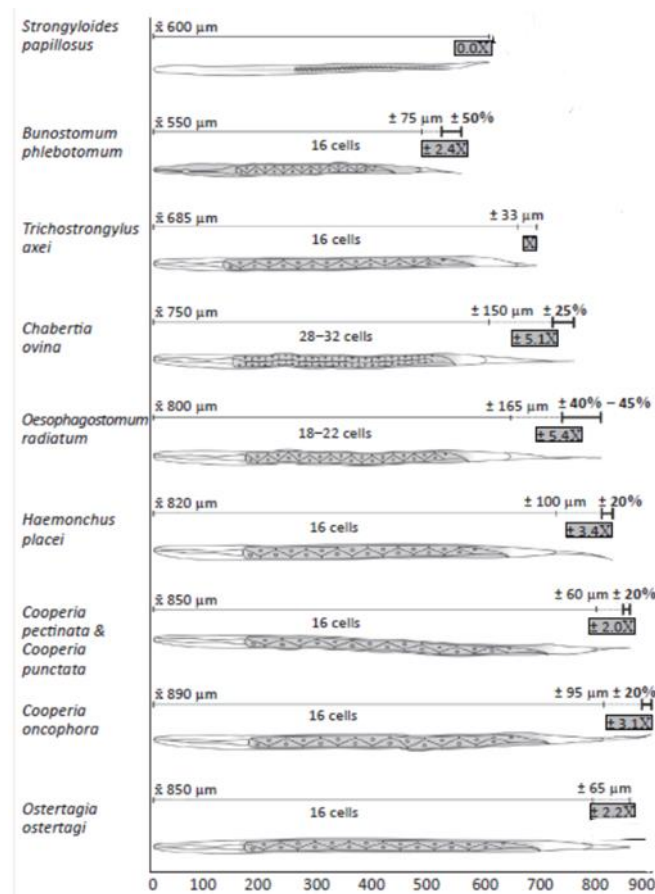 Strongyloides
papillosus
x̄ 600 µm
0.0X
Bunostomum
phlebotomum
x̄ 550 µm
± 75 µm ± 50%
16 cells
± 2.4X
Trichostrongylus
axei
x̄ 685 µm
± 33 µm
16 cells
X
Chabertia
ovina
x̄ 750 µm
± 150 µm ± 25%
28–32 cells
± 5.1X
Oesophagostomum
radiatum
x̄ 800 µm
± 165 µm ± 40% – 45%
18–22 cells
± 5.4X
Haemonchus
placei
x̄ 820 µm
± 100 µm ± 20%
16 cells
± 3.4X
Cooperia
pectinata &
Cooperia
punctata
x̄ 850 µm
± 60 µm ± 20%
16 cells
± 2.0X
Cooperia
oncophora
x̄ 890 µm
± 95 µm ± 20%
16 cells
± 3.1X
Ostertagia
ostertagi
x̄ 850 µm
± 65 µm
16 cells
± 2.2X
0 100 200 300 400 500 600 700 800 900